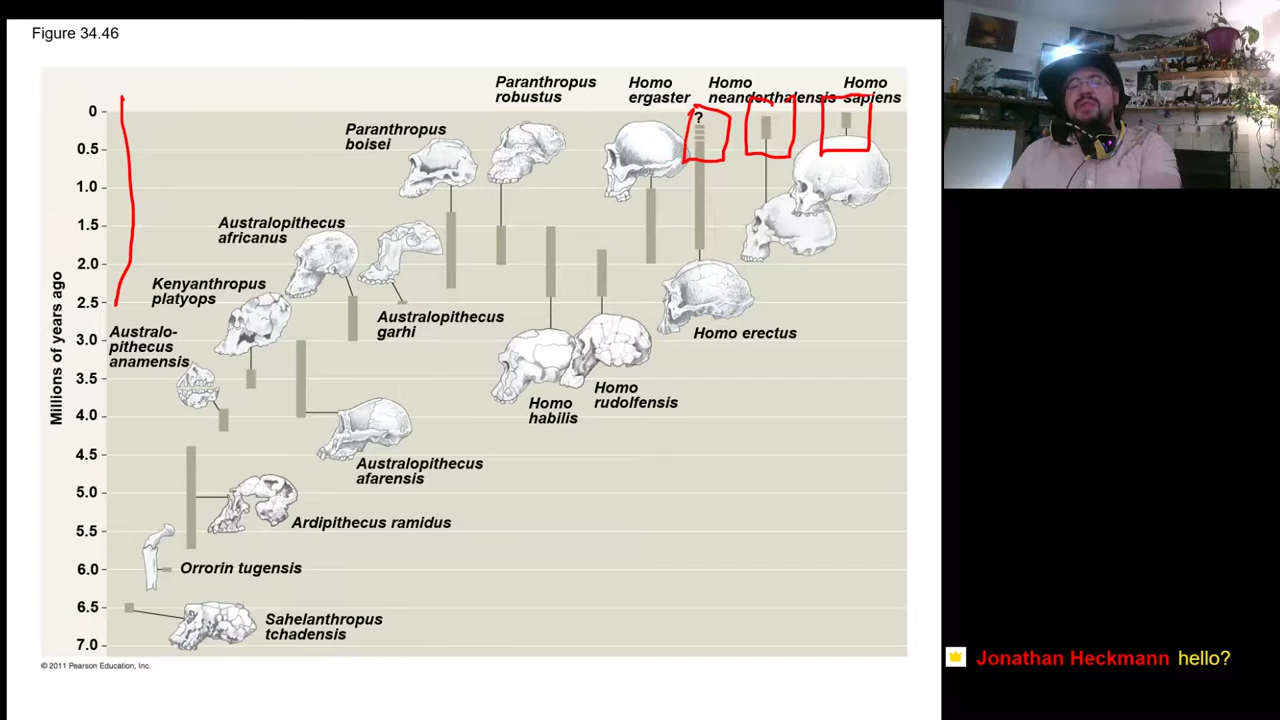 Figure 34.46
Paranthropus
robustus
Homo
ergaster
Homo
neanderthalensis
Homo
sapiens
Millions of years ago
0
0.5
1.0
1.5
2.0
2.5
3.0
3.5
4.0
4.5
5.0
5.5
6.0
6.5
7.0
?
Paranthropus
boisei
Australopithecus
africanus
Kenyanthropus
platyops
Australopithecus
garhi
Australo-
pithecus
anamensis
Homo erectus
Homo
rudolfensis
Homo
habilis
Australopithecus
afarensis
Ardipithecus ramidus
Orrorin tugensis
Sahelanthropus
tchadensis
© 2011 Pearson Education, Inc.
Jonathan Heckmann hello?